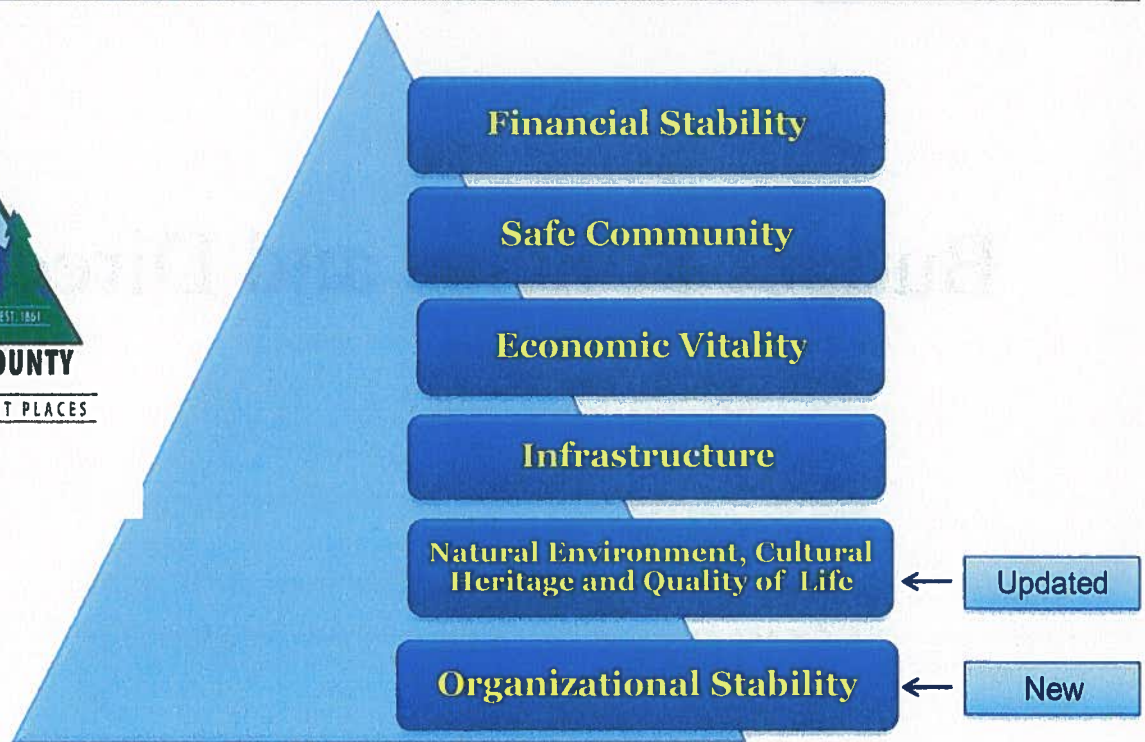 Financial Stability
Safe Community
EST. 1861
Economic Vitality
OUNTY
T PLACES
Infrastructure
Natural Environment, Cultural
Heritage and Quality of Life
Updated
Organizational Stability
New